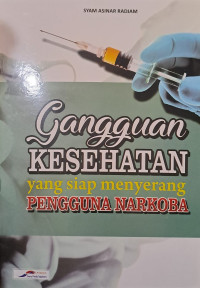 SYAM ASINAR RADJAM
Gangguan
KESEHATAN
yang siap menyerang
PENGGUNA NARKOBA